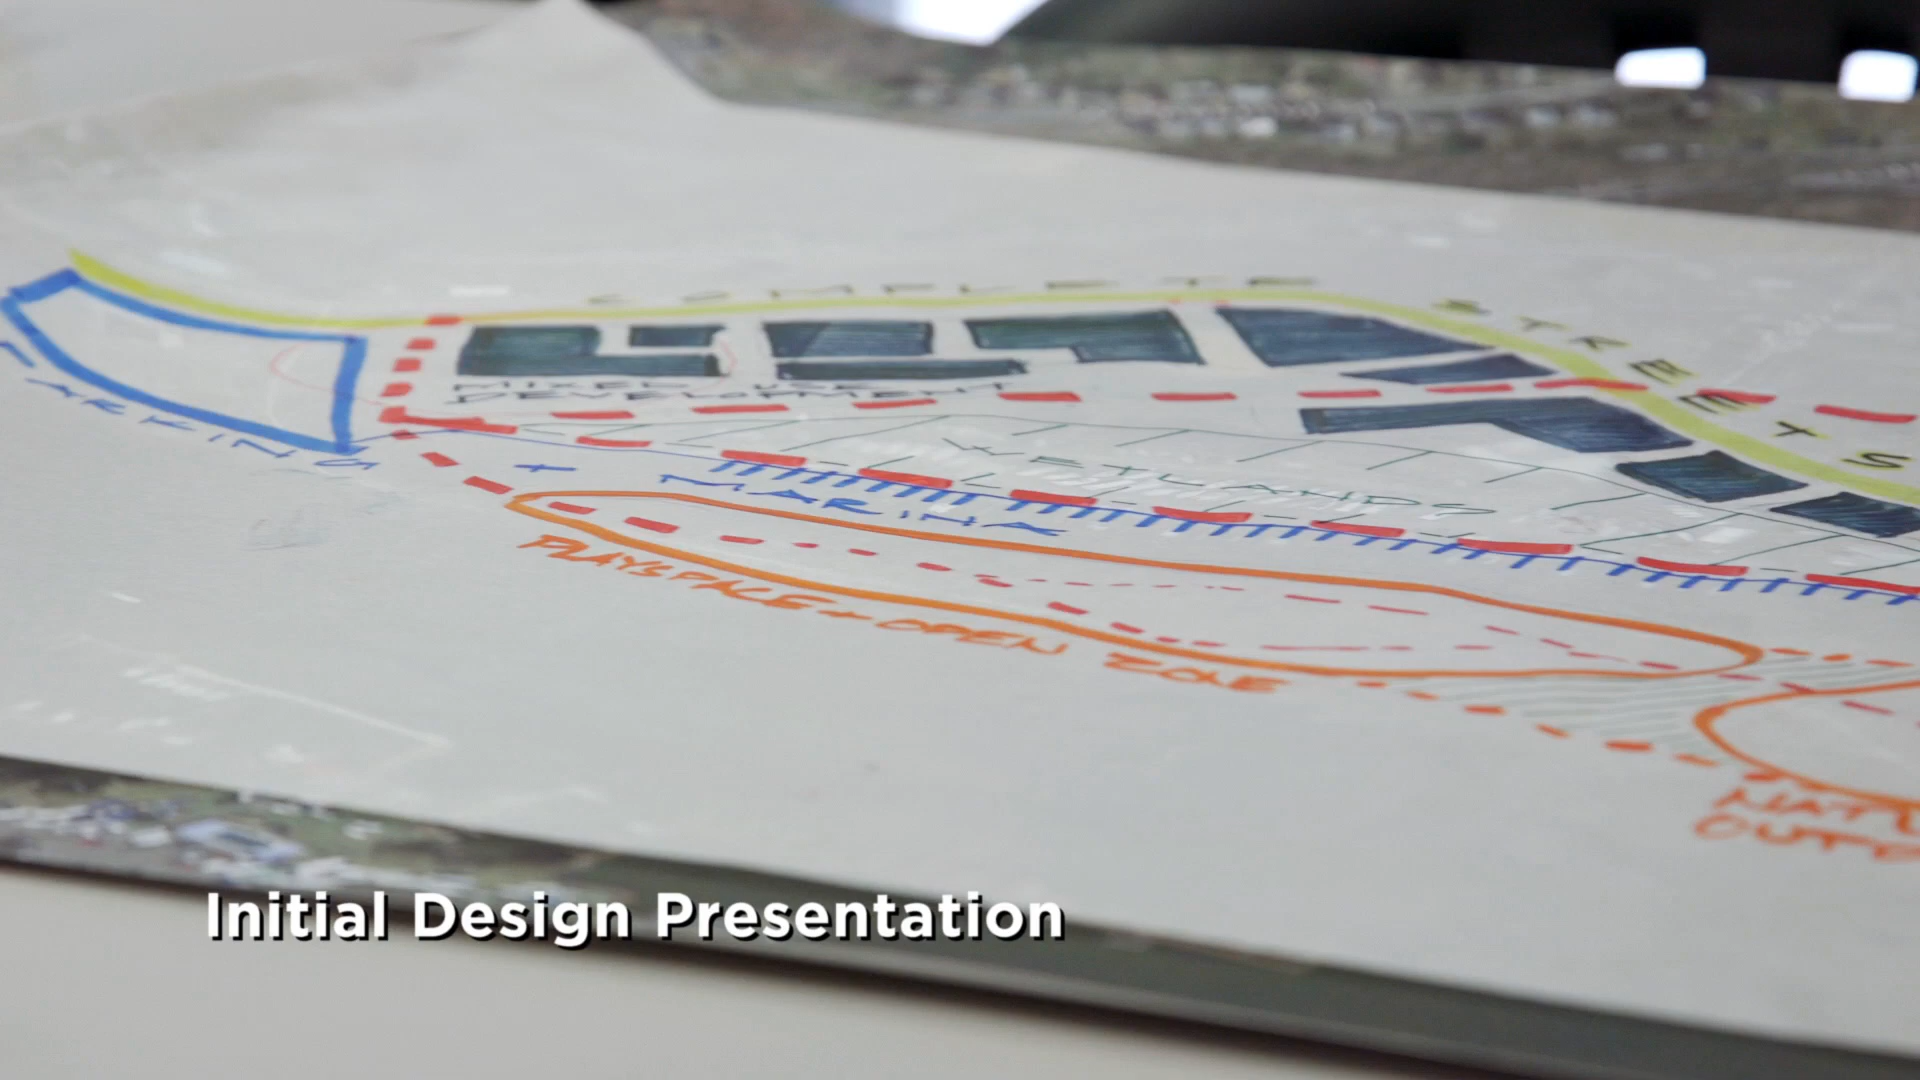 COMPLETE STREETS
MIXED USE
DEVELOPMENT
PARKING
WETLANDS
+ MARINA
PLAYSPACE + OPEN ZONE
Initial Design Presentation